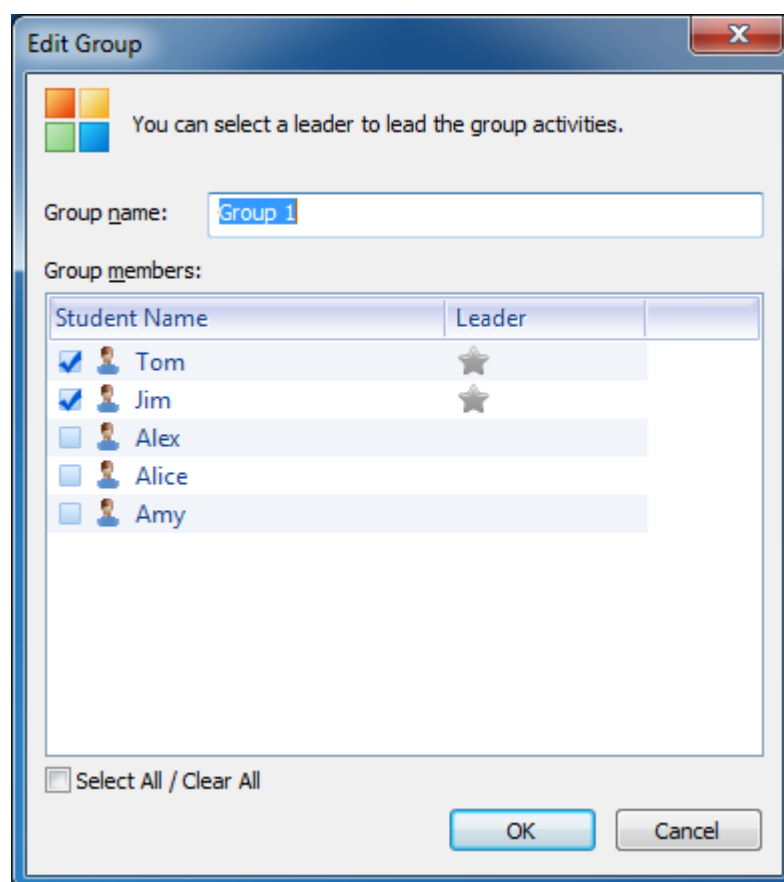 Edit Group
You can select a leader to lead the group activities.
Group name: Group 1
Group members:
Student Name Leader
Tom
Jim
Alex
Alice
Amy
Select All / Clear All
OK Cancel